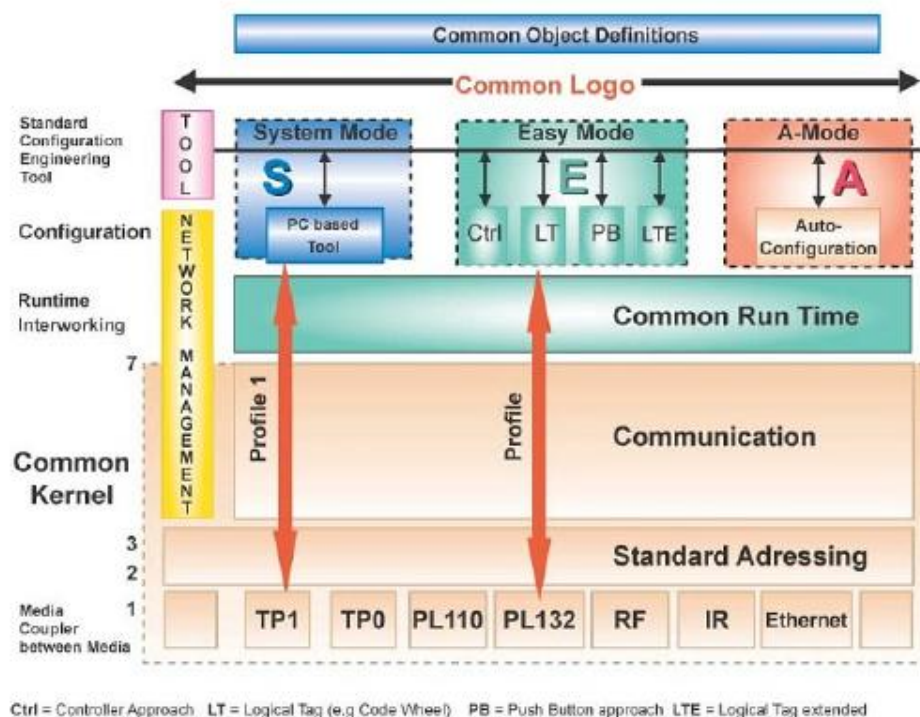 Common Object Definitions
Common Logo
Standard
Configuration
Engineering
Tool
TOOL
System Mode
S
PC based
Tool
Easy Mode
E
Ctrl
LT
PB
LTE
A-Mode
A
Auto-
Configuration
Configuration
NETWORK MANAGEMENT
Runtime
Interworking
Common Run Time
7
Profile 1
Profile
Communication
Common
Kernel
3
2
Standard Adressing
1
Media
Coupler
between Media
TP1
TP0
PL110
PL132
RF
IR
Ethernet
Ctrl = Controller Approach LT = Logical Tag (e.g Code Wheel) PB = Push Button approach LTE = Logical Tag extended